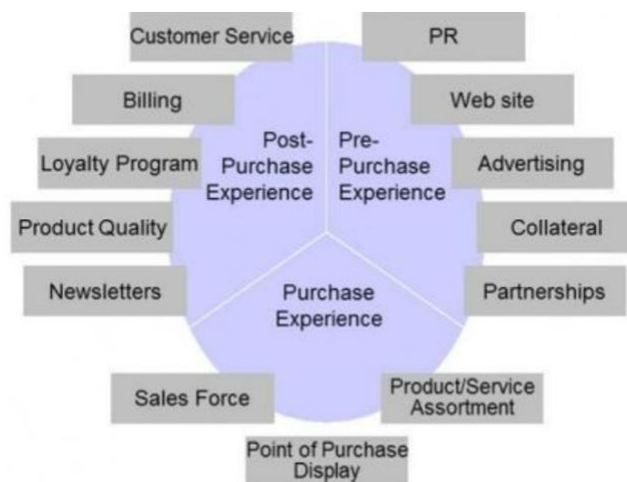 Customer Service
PR
Billing
Web site
Post-
Purchase
Experience
Pre-
Purchase
Experience
Loyalty Program
Advertising
Product Quality
Collateral
Newsletters
Partnerships
Purchase
Experience
Sales Force
Product/Service
Assortment
Point of Purchase
Display